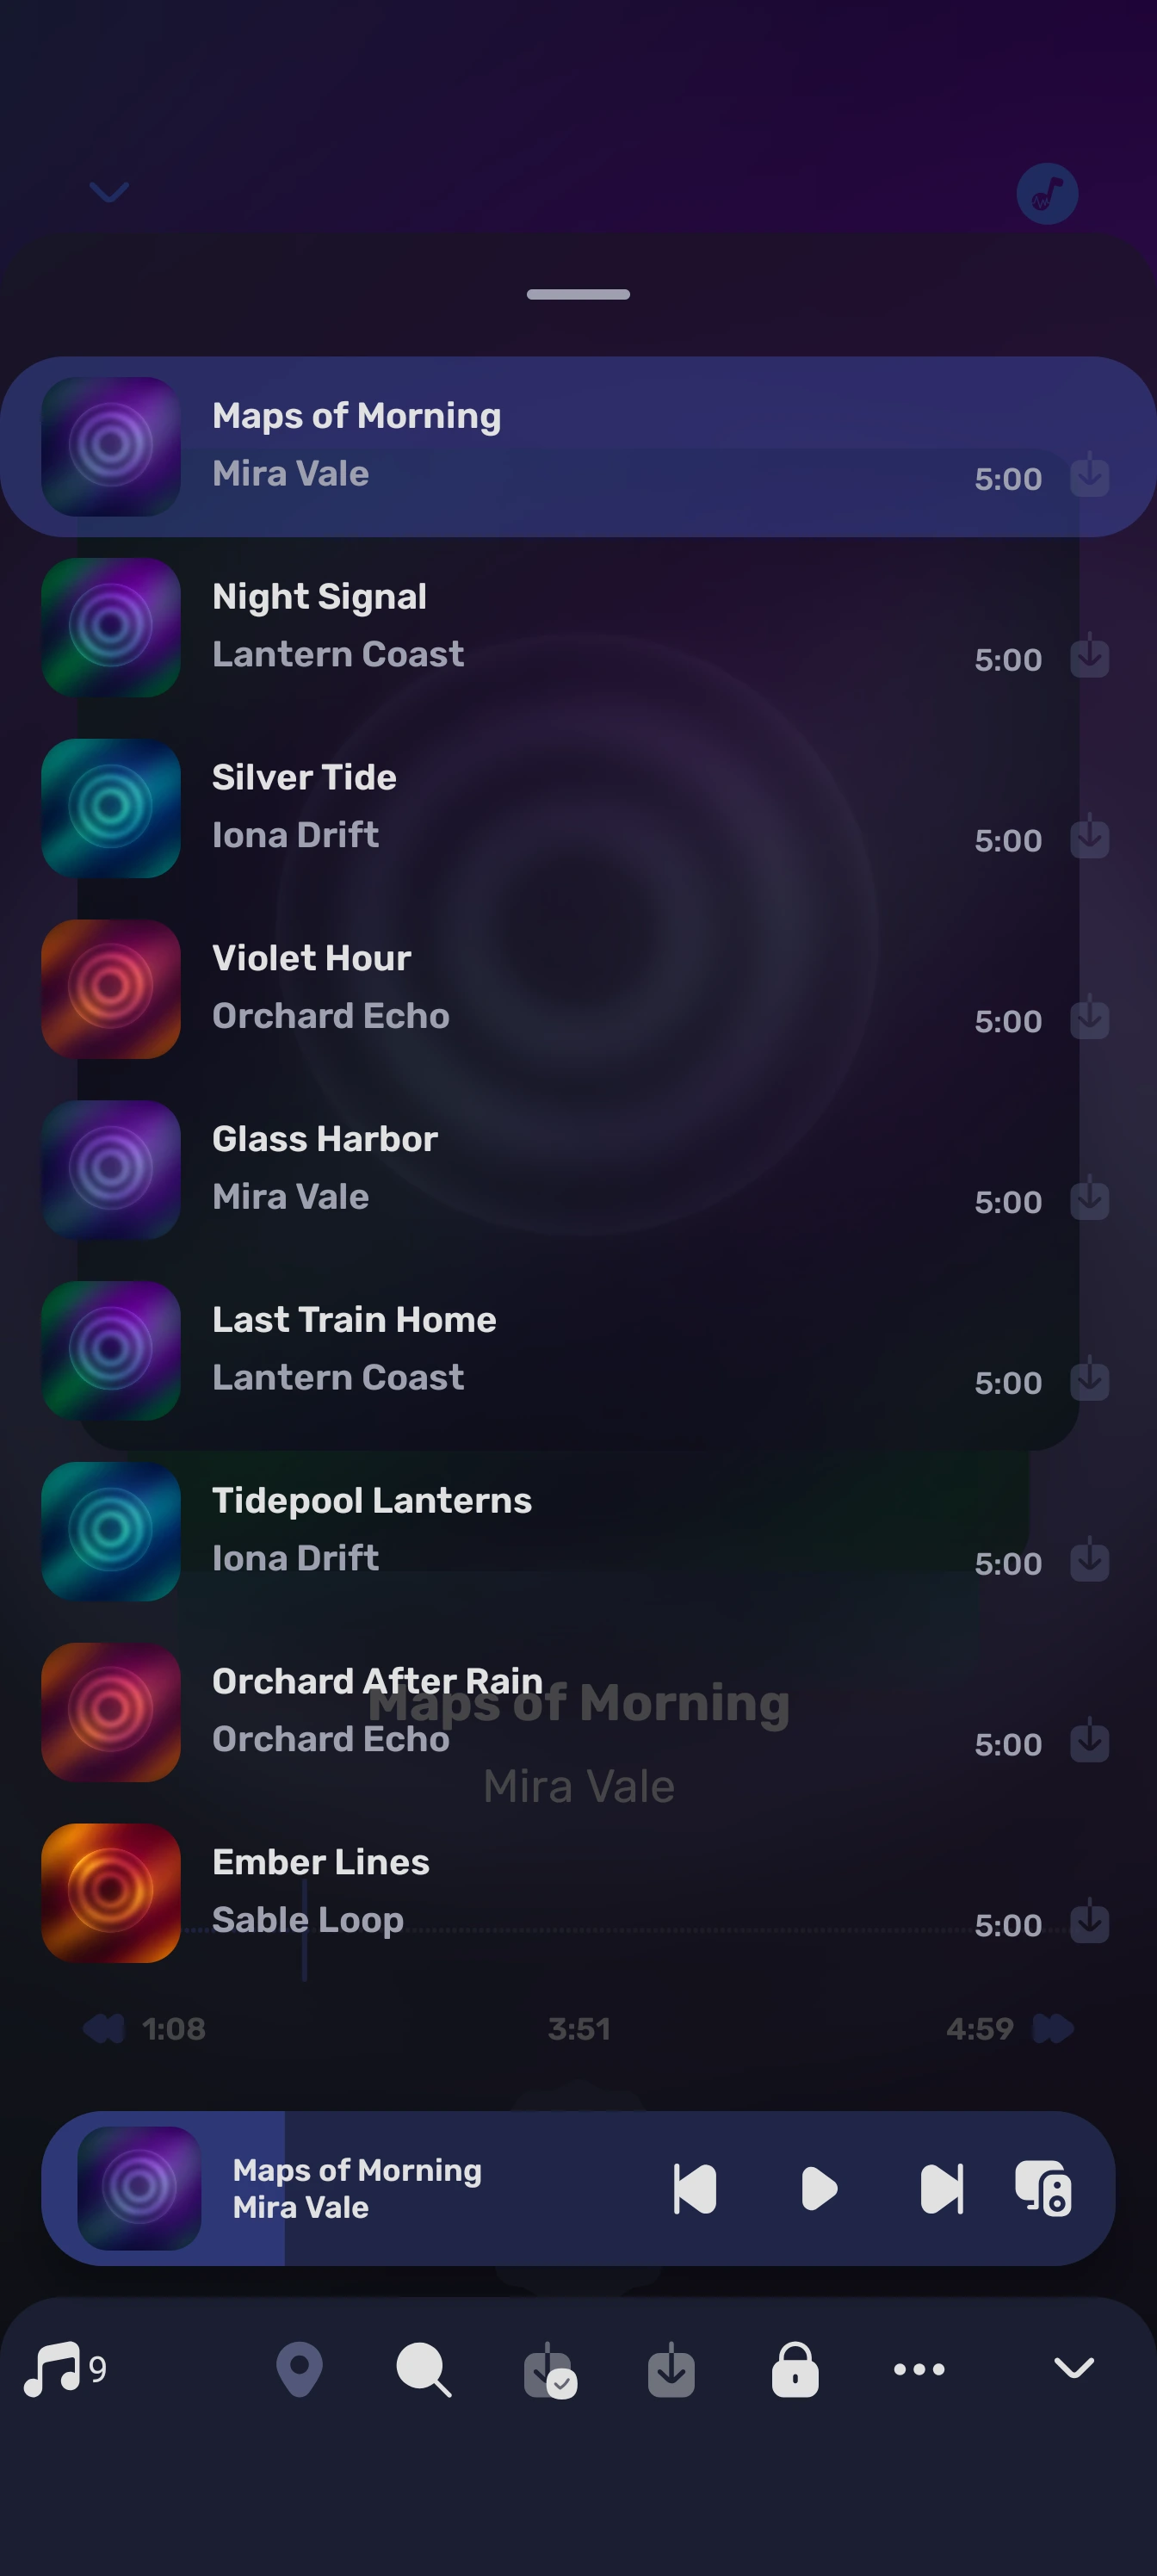 Maps of Morning
Mira Vale
5:00
Night Signal
Lantern Coast
5:00
Silver Tide
Iona Drift
5:00
Violet Hour
Orchard Echo
5:00
Glass Harbor
Mira Vale
5:00
Last Train Home
Lantern Coast
5:00
Tidepool Lanterns
Iona Drift
5:00
Orchard After Rain
Maps of Morning
Orchard Echo
5:00
Mira Vale
Ember Lines
Sable Loop
5:00
1:08
3:51
4:59
Maps of Morning
Mira Vale
9